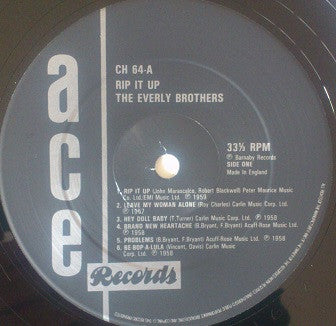 CH 64-A
RIP IT UP
THE EVERLY BROTHERS
ace
Records
33⅓ RPM
℗ Barnaby Records
SIDE ONE
Made in England
1. RIP IT UP (John Marascalco, Robert Blackwell Peter Maurice Music
Co. Ltd/EMI Music Ltd) ℗ 1959
2. LEAVE MY WOMAN ALONE (Ray Charles) Carlin Music Corp. Ltd.
℗ 1957
3. HEY DOLL BABY (T. Turner) Carlin Music Corp. Ltd. ℗ 1958
4. BRAND NEW HEARTACHE (B.Bryant, F.Bryant) Acuff-Rose Music Ltd.
℗ 1958
5. PROBLEMS (B.Bryant, F.Bryant) Acuff-Rose Music Ltd. ℗ 1958
6. BE BOP A-LULA (Vincent, Davis) Carlin Music Corp. Ltd.
℗ 1958